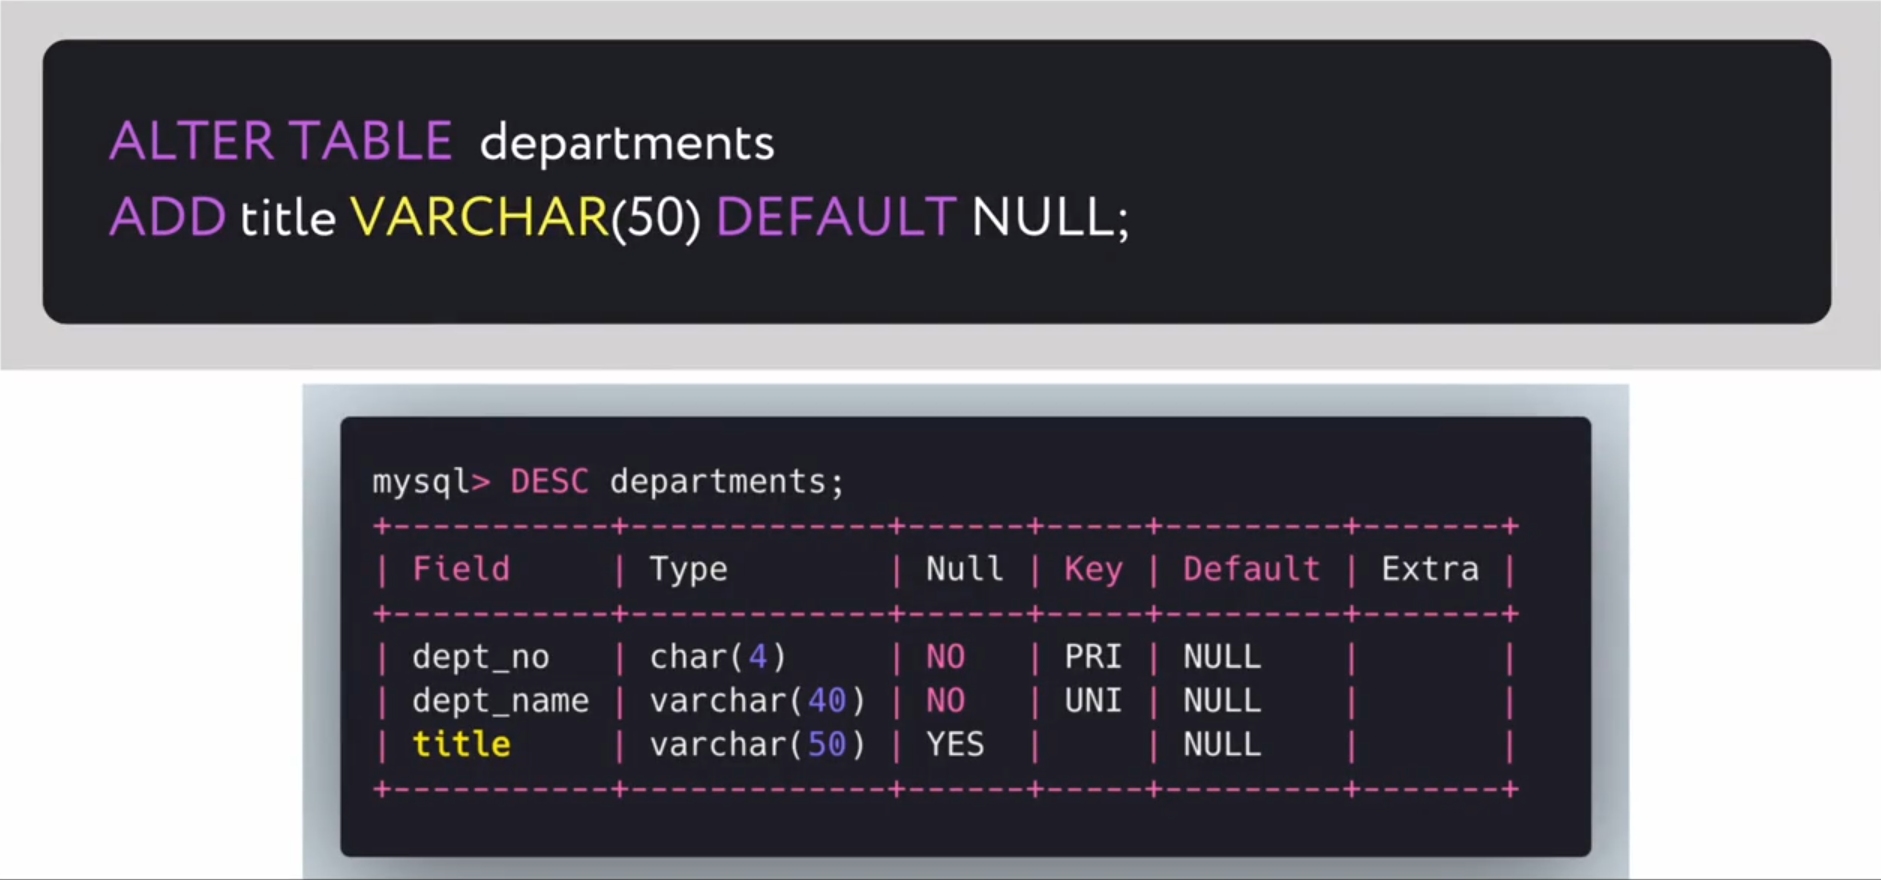 ALTER TABLE departments
ADD title VARCHAR(50) DEFAULT NULL;
mysql> DESC departments;
+-----------+-------------+------+-----+---------+-------+
| Field     | Type        | Null | Key | Default | Extra |
+-----------+-------------+------+-----+---------+-------+
| dept_no   | char(4)     | NO   | PRI | NULL    |       |
| dept_name | varchar(40) | NO   | UNI | NULL    |       |
| title     | varchar(50) | YES  |     | NULL    |       |
+-----------+-------------+------+-----+---------+-------+